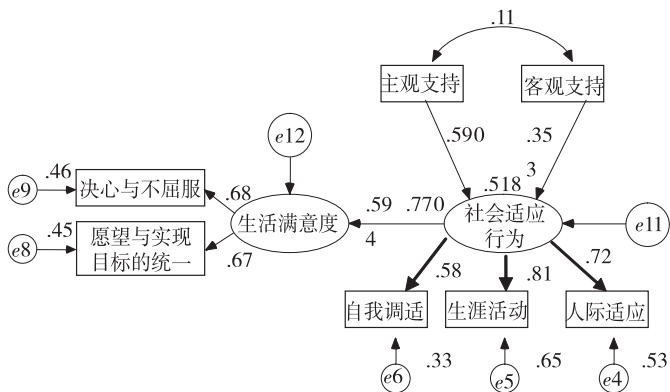 .11
主观支持 客观支持
.590 .35
3
e12
.46
e9 决心与不屈服 .68
.45
e8 愿望与实现
目标的统一 .67
生活满意度
.59 .770
4
.518
社会适应
行为
e11
.58 .81 .72
自我调适 生涯活动 人际适应
.33 .65 .53
e6 e5 e4